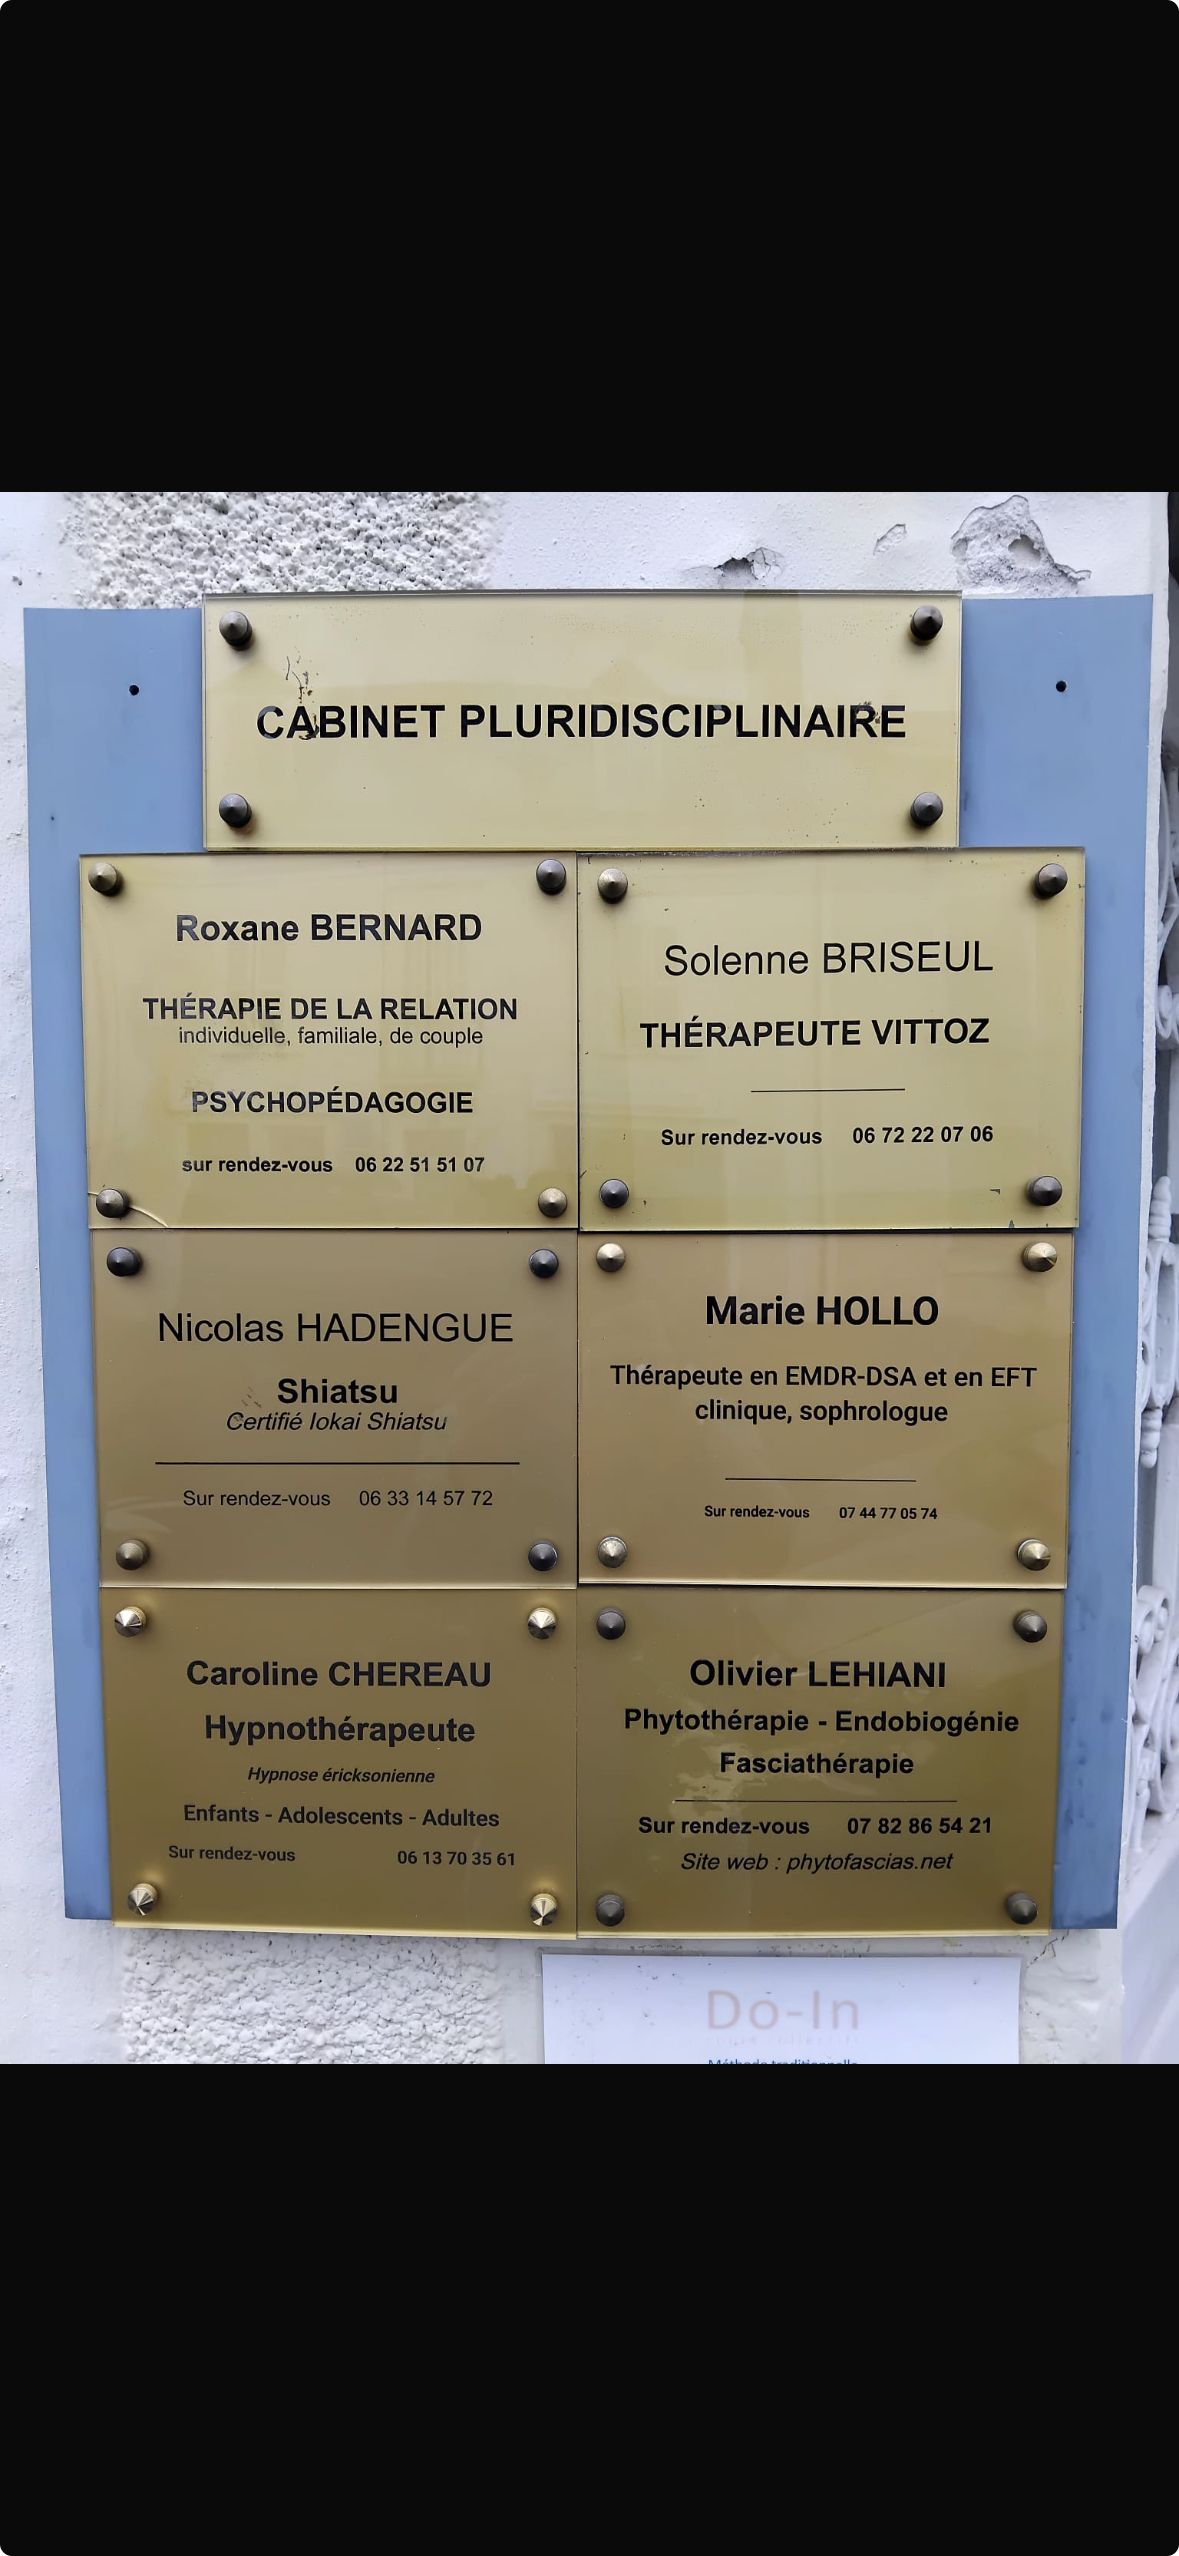 CABINET PLURIDISCIPLINAIRE
Roxane BERNARD
THÉRAPIE DE LA RELATION
individuelle, familiale, de couple
PSYCHOPÉDAGOGIE
sur rendez-vous 06 22 51 51 07
Solenne BRISEUL
THÉRAPEUTE VITTOZ
Sur rendez-vous 06 72 22 07 06
Nicolas HADENGUE
Shiatsu
Certifié Iokai Shiatsu
Sur rendez-vous 06 33 14 57 72
Marie HOLLO
Thérapeute en EMDR-DSA et en EFT
clinique, sophrologue
Sur rendez-vous 07 44 77 05 74
Caroline CHEREAU
Hypnothérapeute
Hypnose éricksonienne
Enfants - Adolescents - Adultes
Sur rendez-vous 06 13 70 35 61
Olivier LEHIANI
Phytothérapie - Endobiogénie
Fasciathérapie
Sur rendez-vous 07 82 86 54 21
Site web : phytofascias.net
Do-In
Méthode traditionnelle